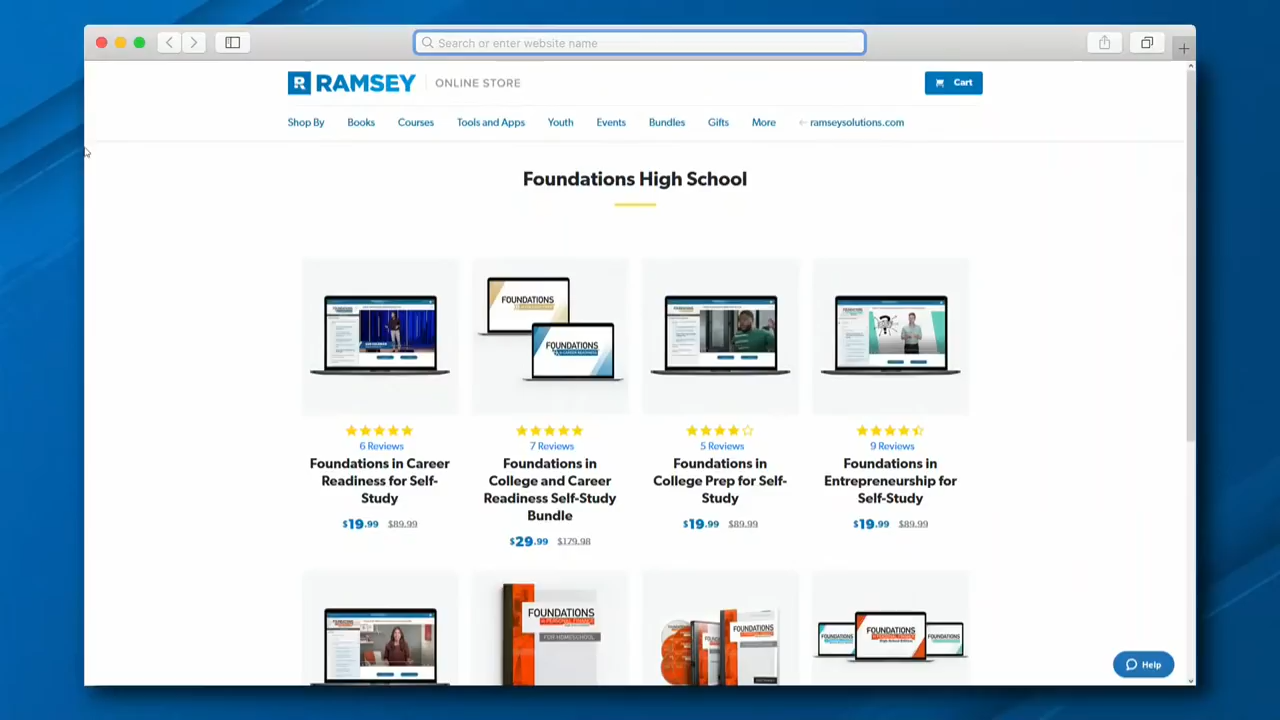 Search or enter website name
R RAMSEY ONLINE STORE
Cart
Shop By Books Courses Tools and Apps Youth Events Bundles Gifts More ← ramseysolutions.com
Foundations High School
FOUNDATIONS
FOUNDATIONS
6 Reviews
7 Reviews
5 Reviews
9 Reviews
Foundations in Career
Readiness for Self-
Study
$19.99 $89.99
Foundations in
College and Career
Readiness Self-Study
Bundle
$29.99 $179.98
Foundations in
College Prep for Self-
Study
$19.99 $89.99
Foundations in
Entrepreneurship for
Self-Study
$19.99 $89.99
FOUNDATIONS
FOR HOMESCHOOL
FOUNDATIONS
FOUNDATIONS
FOUNDATIONS
FOUNDATIONS
Help